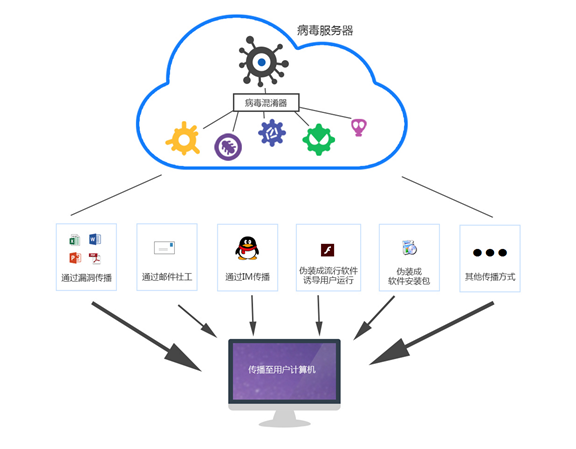 病毒服务器
病毒混淆器
通过漏洞传播
通过邮件社工
通过IM传播
伪装成流行软件
诱导用户运行
伪装成
软件安装包
其他传播方式
传播至用户计算机